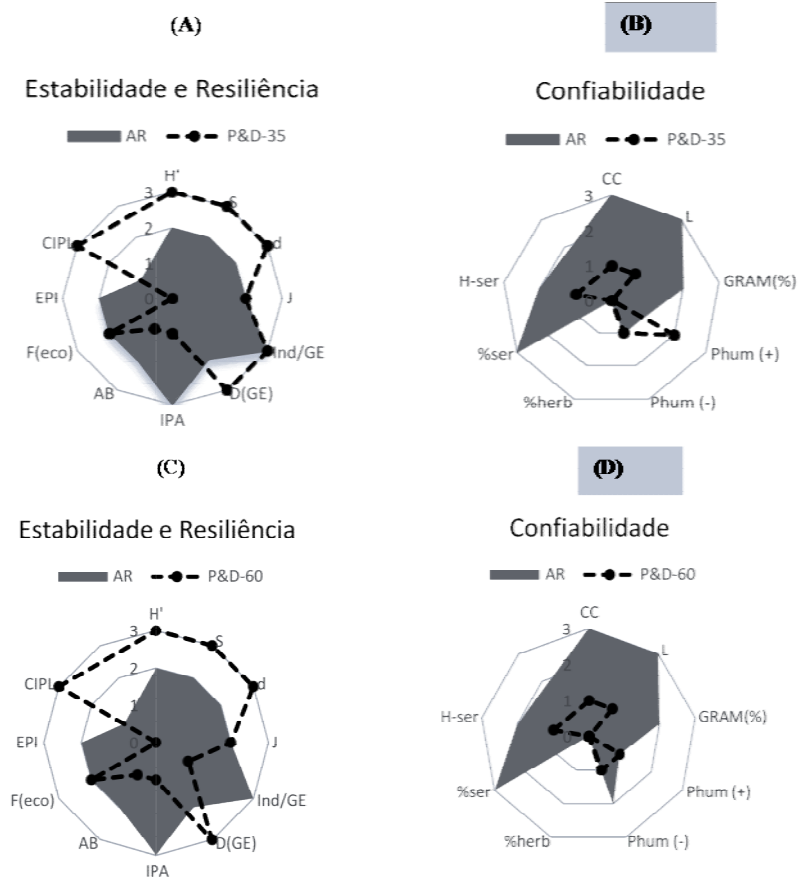 (A)
(B)
Estabilidade e Resiliência
Confiabilidade
AR P&D-35
AR P&D-35
H'
3
S
2
d
CIPL
1
EPI
0
J
F(eco)
Ind/GE
AB
D(GE)
IPA
CC
3
L
2
1
H-ser
GRAM(%)
0
%ser
Phum (+)
%herb
Phum (-)
(C)
(D)
Estabilidade e Resiliência
Confiabilidade
AR P&D-60
AR P&D-60
H'
3
S
2
d
CIPL
1
EPI
0
J
F(eco)
Ind/GE
AB
D(GE)
IPA
CC
3
L
2
1
H-ser
GRAM(%)
0
%ser
Phum (+)
%herb
Phum (-)